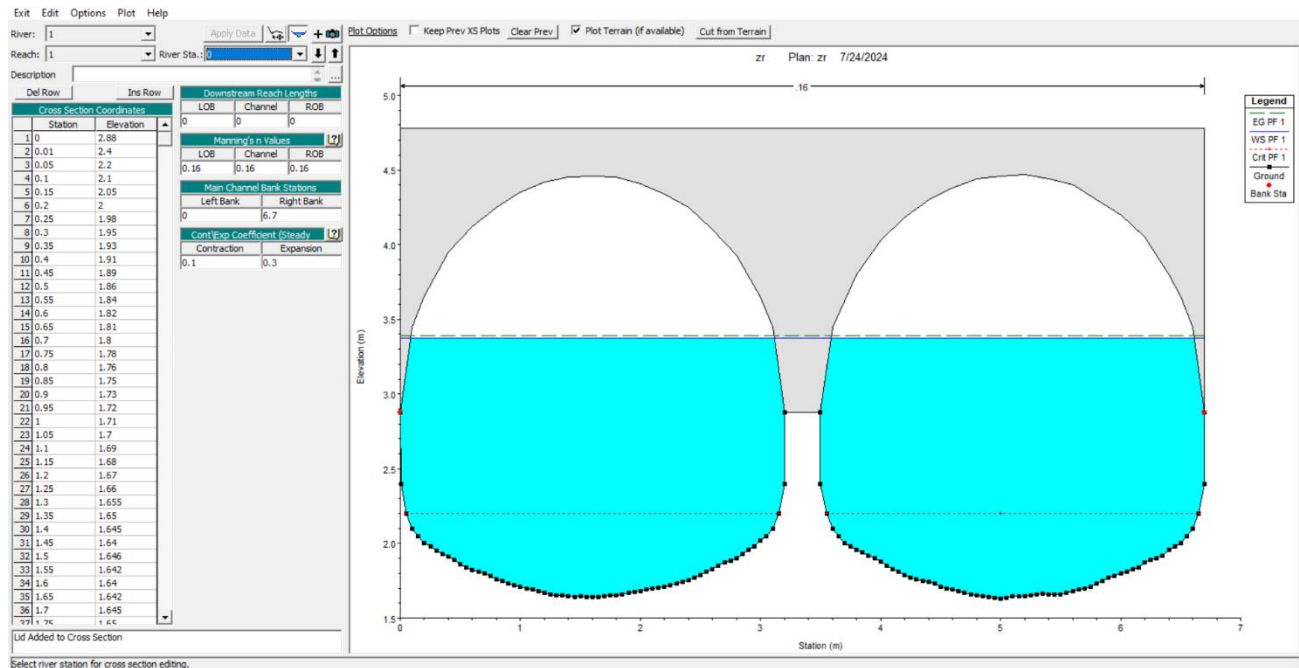 Exit Edit Options Plot Help
River: 1 Apply Data Plot Options Keep Prev XS Plots Clear Prev Plot Terrain (if available) Cut from Terrain
Reach: 1 River Sta.: 0
Description ...
Del Row Ins Row
Cross Section Coordinates
Station Elevation
1 0 2.88
2 0.01 2.4
3 0.05 2.2
4 0.1 2.1
5 0.15 2.05
6 0.2 2
7 0.25 1.98
8 0.3 1.95
9 0.35 1.93
10 0.4 1.91
11 0.45 1.89
12 0.5 1.86
13 0.55 1.84
14 0.6 1.82
15 0.65 1.81
16 0.7 1.8
17 0.75 1.78
18 0.8 1.76
19 0.85 1.75
20 0.9 1.73
21 0.95 1.72
22 1 1.71
23 1.05 1.7
24 1.1 1.69
25 1.15 1.68
26 1.2 1.67
27 1.25 1.66
28 1.3 1.655
29 1.35 1.65
30 1.4 1.645
31 1.45 1.64
32 1.5 1.646
33 1.55 1.642
34 1.6 1.64
35 1.65 1.642
36 1.7 1.645
37 1.75 1.65
Downstream Reach Lengths
LOB Channel ROB
0 0 0
Manning's n Values ?
LOB Channel ROB
0.16 0.16 0.16
Main Channel Bank Stations
Left Bank Right Bank
0 6.7
Cont\Exp Coefficient (Steady ?
Contraction Expansion
0.1 0.3
zr Plan: zr 7/24/2024
.16
5.0
4.5
4.0
3.5
3.0
2.5
2.0
1.5
Elevation (m)
0 1 2 3 4 5 6 7
Station (m)
Legend
EG PF 1
WS PF 1
Crit PF 1
Ground
Bank Sta
Lid Added to Cross Section
Select river station for cross section editing.